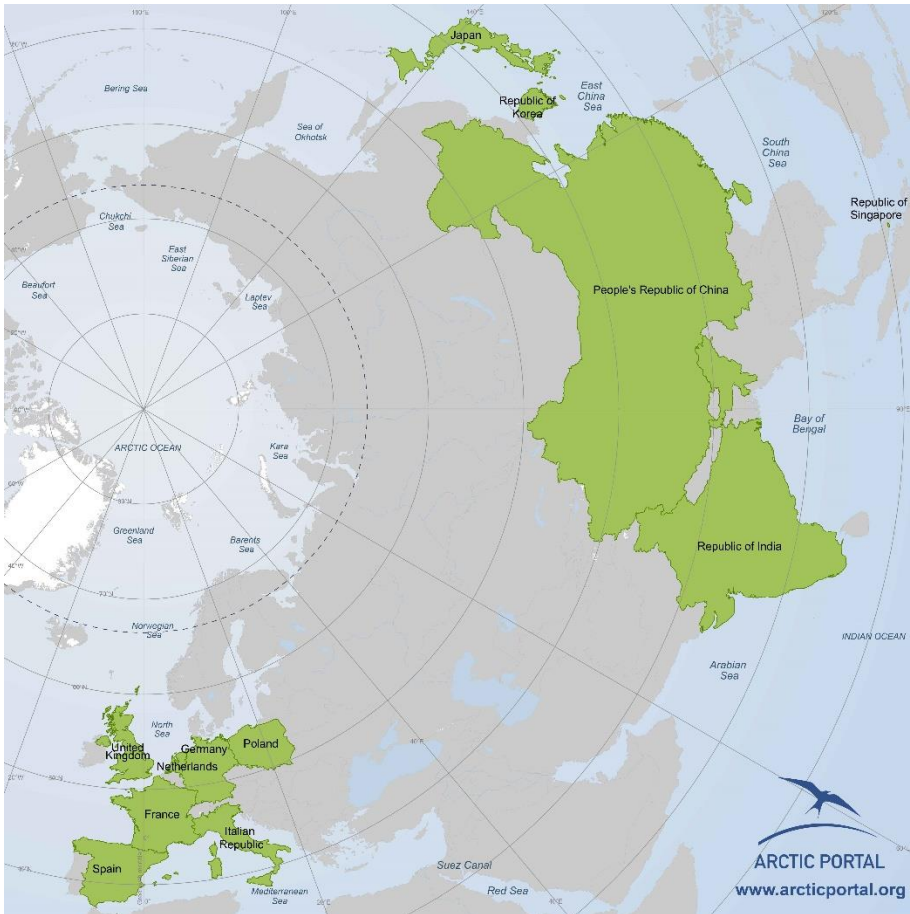 Japan
Bering Sea
East
China
Sea
Republic of
Korea
Sea of
Okhotsk
South
China
Sea
Republic of
Singapore
Chukchi
Sea
East
Siberian
Sea
Beaufort
Sea
Laptev
Sea
People's Republic of China
Bay of
Bengal
ARCTIC OCEAN
Kara
Sea
Greenland
Sea
Barents
Sea
Republic of India
Norwegian
Sea
INDIAN OCEAN
Arabian
Sea
North
Sea
United
Kingdom
Germany
Poland
Netherlands
France
Italian
Republic
Spain
Suez Canal
Red Sea
Mediterranean
Sea
ARCTIC PORTAL
www.arcticportal.org